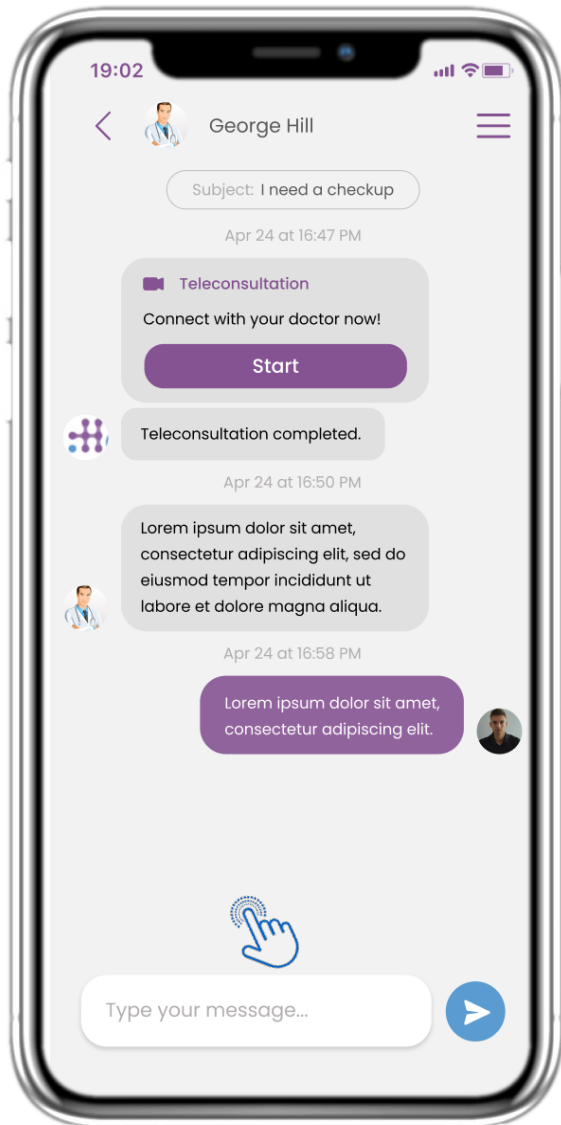 19:02
George Hill
Subject: I need a checkup
Apr 24 at 16:47 PM
Teleconsultation
Connect with your doctor now!
Start
Teleconsultation completed.
Apr 24 at 16:50 PM
Lorem ipsum dolor sit amet,
consectetur adipiscing elit, sed do
eiusmod tempor incididunt ut
labore et dolore magna aliqua.
Apr 24 at 16:58 PM
Lorem ipsum dolor sit amet,
consectetur adipiscing elit.
Type your message...